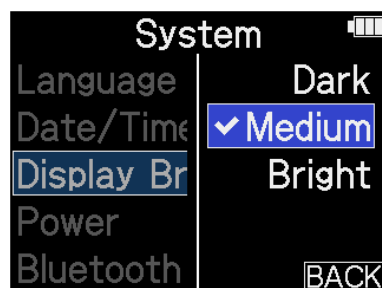 System
Language
Date/Time
Display Br
Power
Bluetooth
Dark
Medium
Bright
BACK